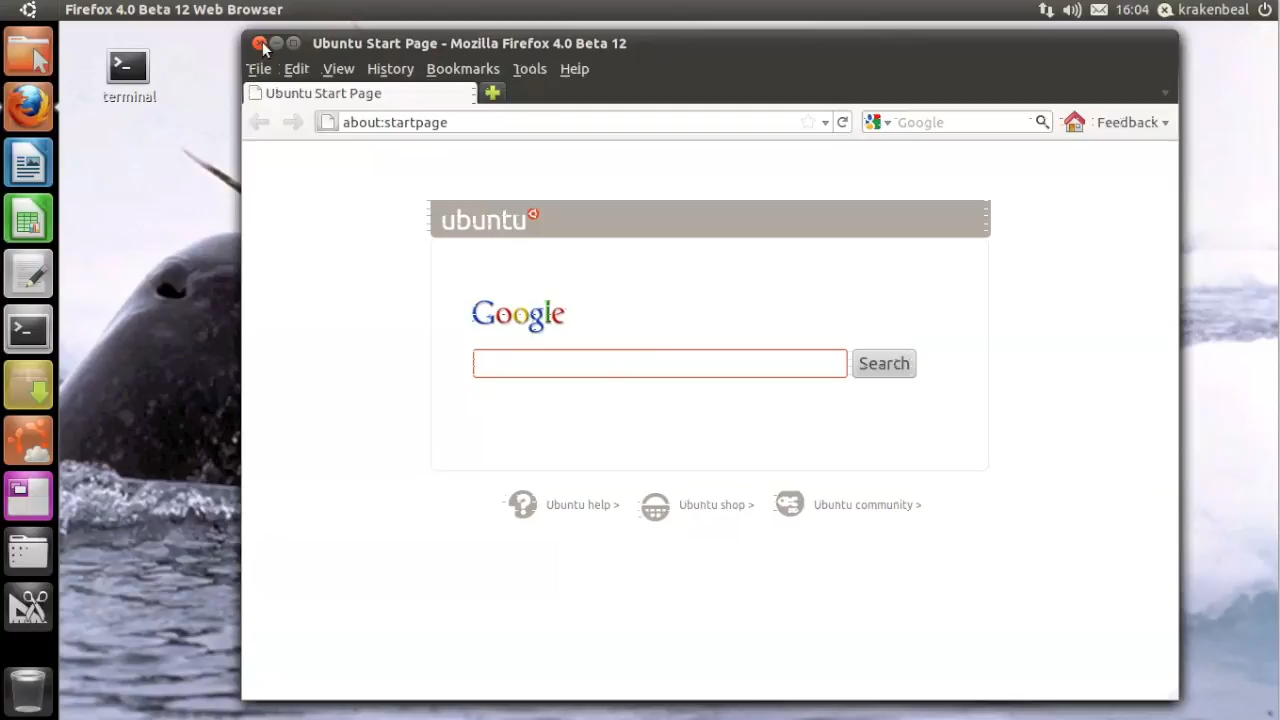 Firefox 4.0 Beta 12 Web Browser
16:04
krakenbeal
terminal
Ubuntu Start Page - Mozilla Firefox 4.0 Beta 12
File Edit View History Bookmarks Tools Help
Ubuntu Start Page
about:startpage
Google
Feedback
ubuntu
Google
Search
Ubuntu help >
Ubuntu shop >
Ubuntu community >